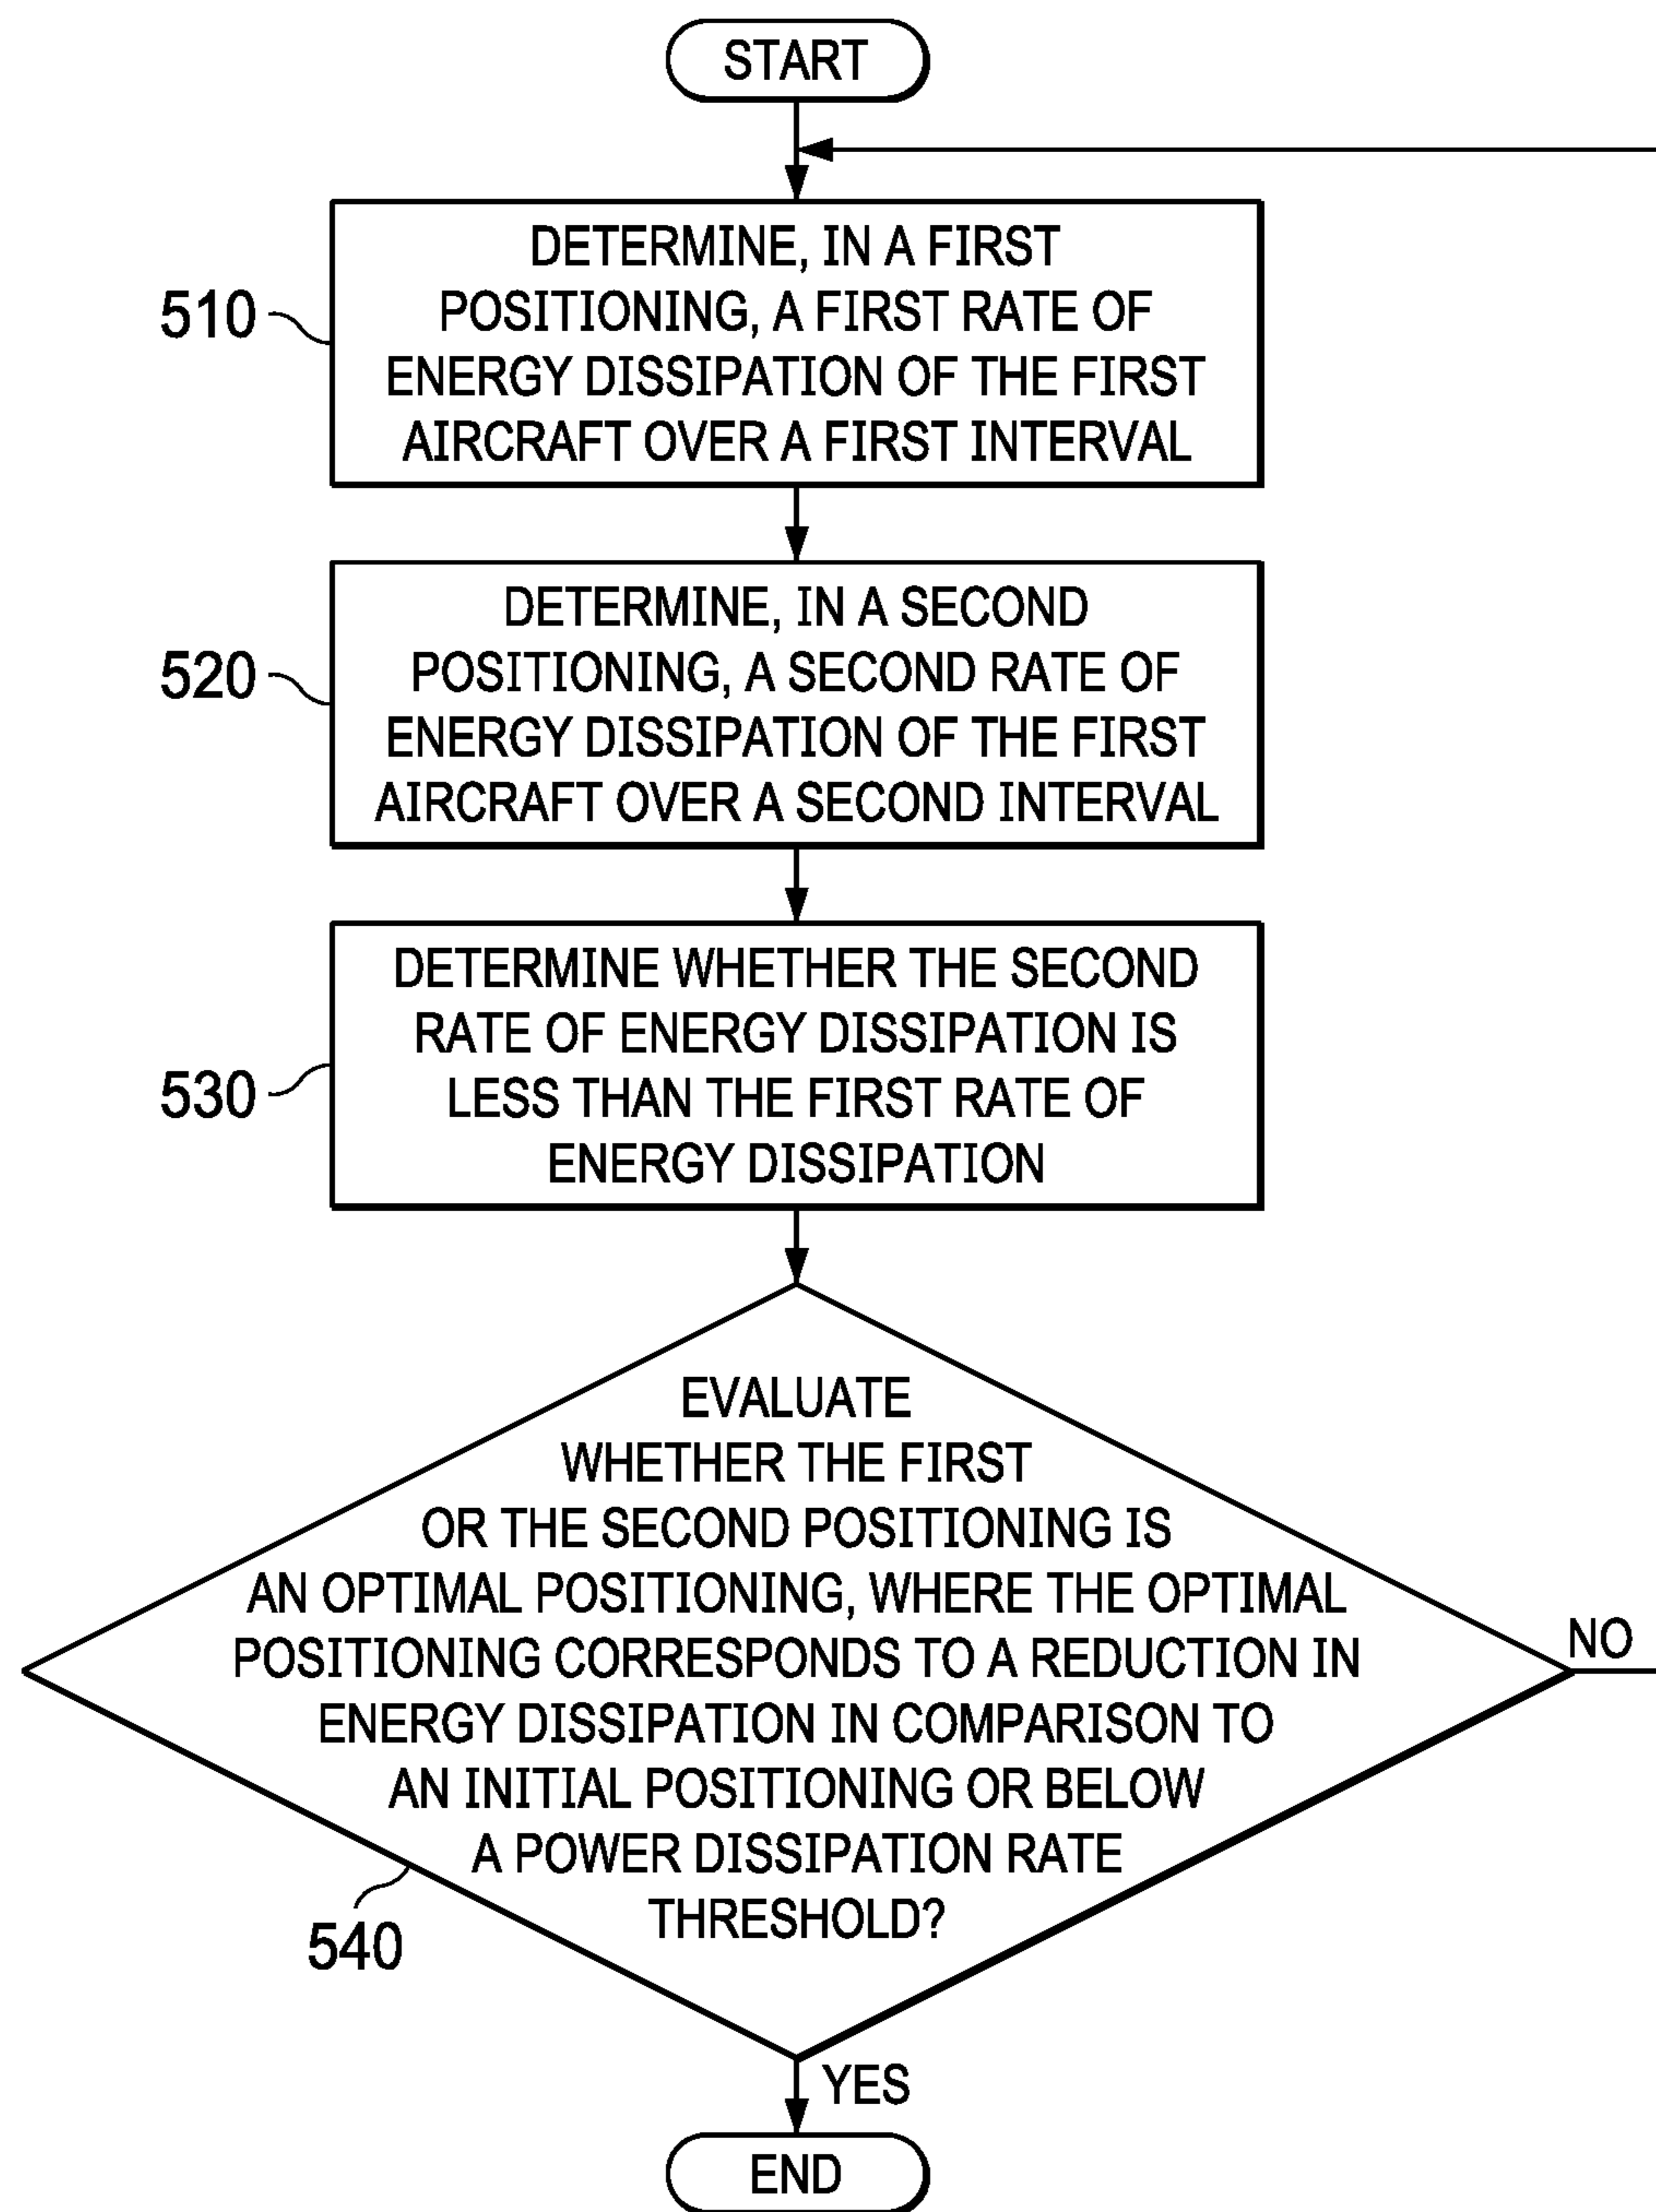 START
DETERMINE, IN A FIRST
POSITIONING, A FIRST RATE OF
ENERGY DISSIPATION OF THE FIRST
AIRCRAFT OVER A FIRST INTERVAL
510
DETERMINE, IN A SECOND
POSITIONING, A SECOND RATE OF
ENERGY DISSIPATION OF THE FIRST
AIRCRAFT OVER A SECOND INTERVAL
520
DETERMINE WHETHER THE SECOND
RATE OF ENERGY DISSIPATION IS
LESS THAN THE FIRST RATE OF
ENERGY DISSIPATION
530
EVALUATE
WHETHER THE FIRST
OR THE SECOND POSITIONING IS
AN OPTIMAL POSITIONING, WHERE THE OPTIMAL
POSITIONING CORRESPONDS TO A REDUCTION IN
ENERGY DISSIPATION IN COMPARISON TO
AN INITIAL POSITIONING OR BELOW
A POWER DISSIPATION RATE
THRESHOLD?
NO
540
YES
END